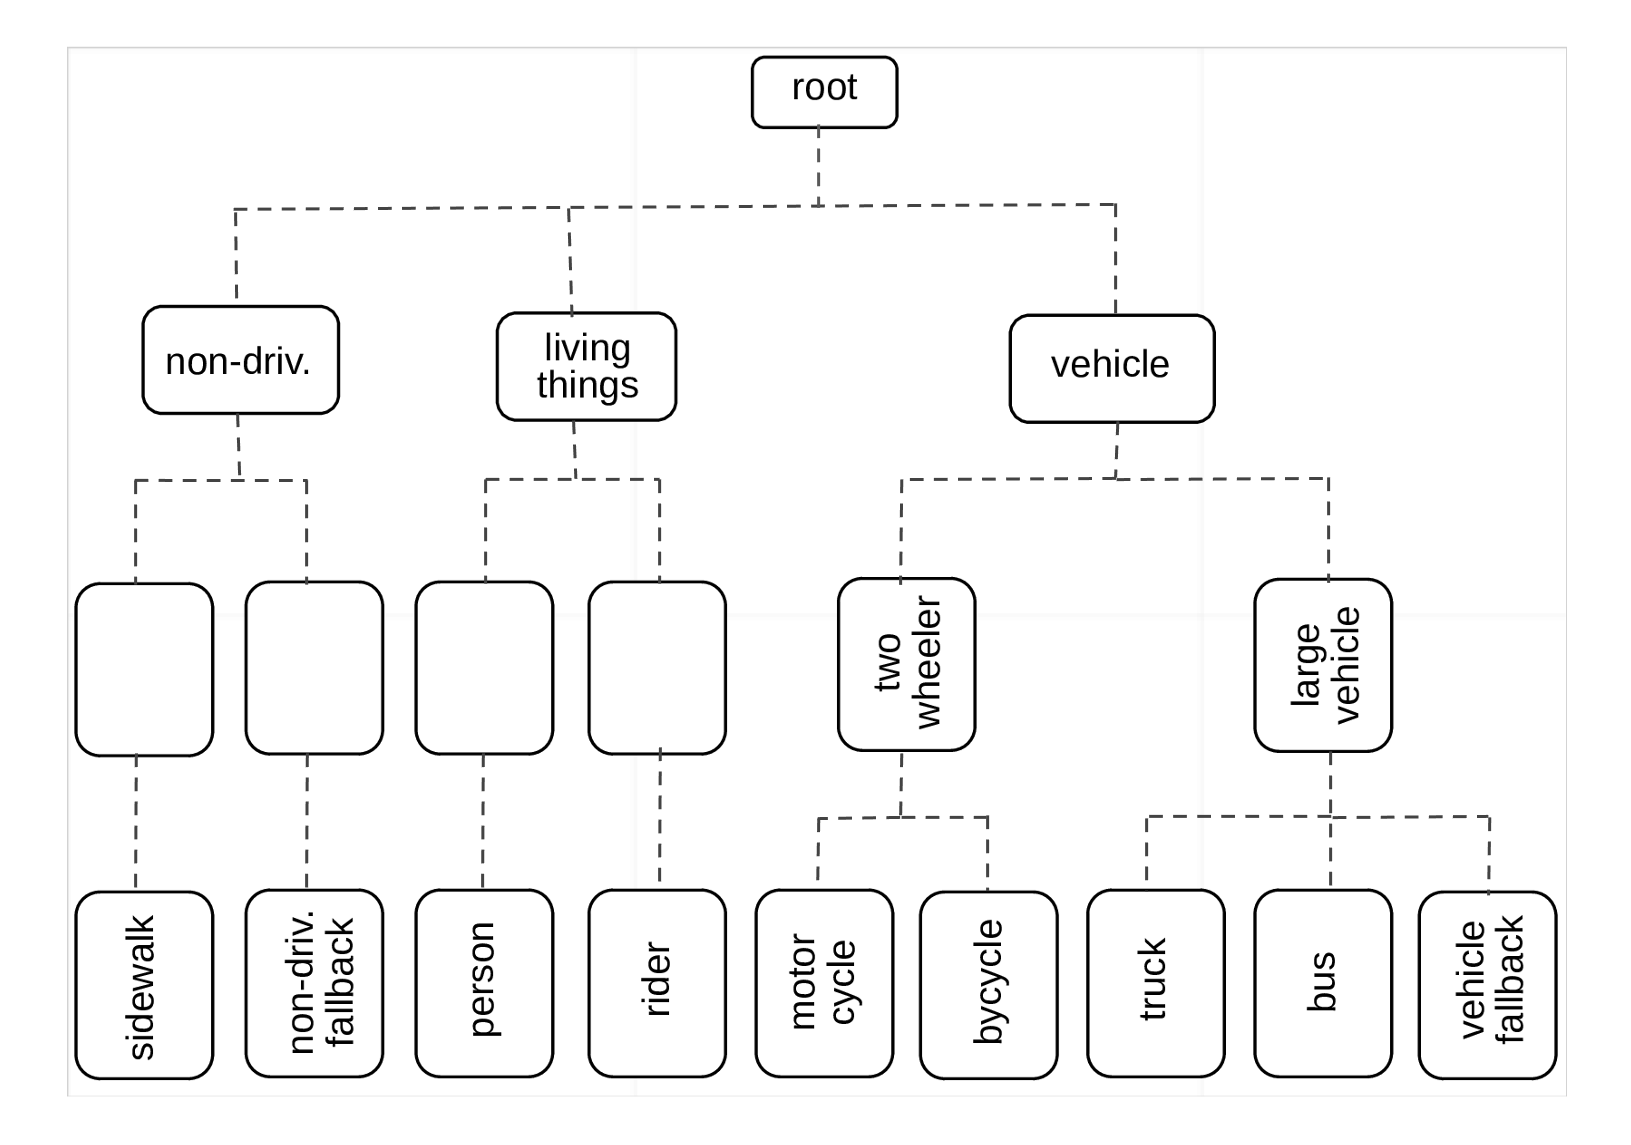 root
non-driv.
living
things
vehicle
two
wheeler
large
vehicle
sidewalk
non-driv.
fallback
person
rider
motor
cycle
bycycle
truck
bus
vehicle
fallback